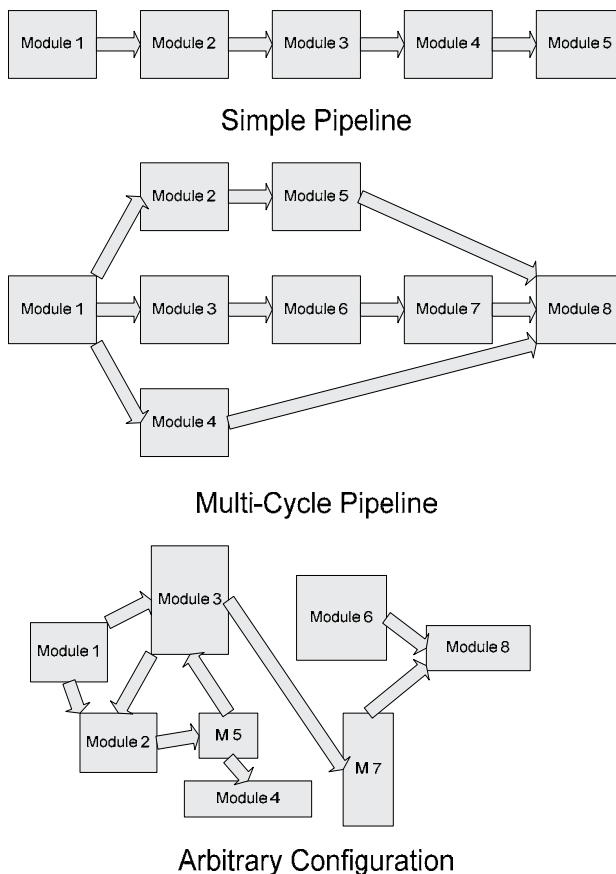 Module 1
Module 2
Module 3
Module 4
Module 5
Simple Pipeline
Module 2
Module 5
Module 1
Module 3
Module 6
Module 7
Module 8
Module 4
Multi-Cycle Pipeline
Module 3
Module 6
Module 1
Module 8
Module 2
M 5
M 7
Module 4
Arbitrary Configuration